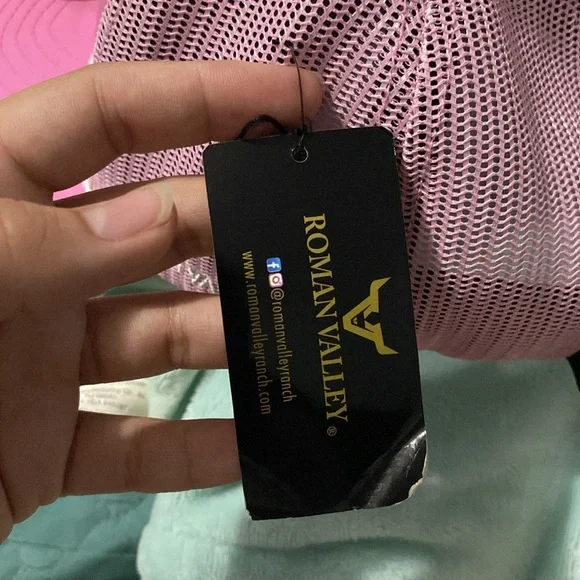 ROMAN VALLEY®
@romanvalleyranch
www.romanvalleyranch.com